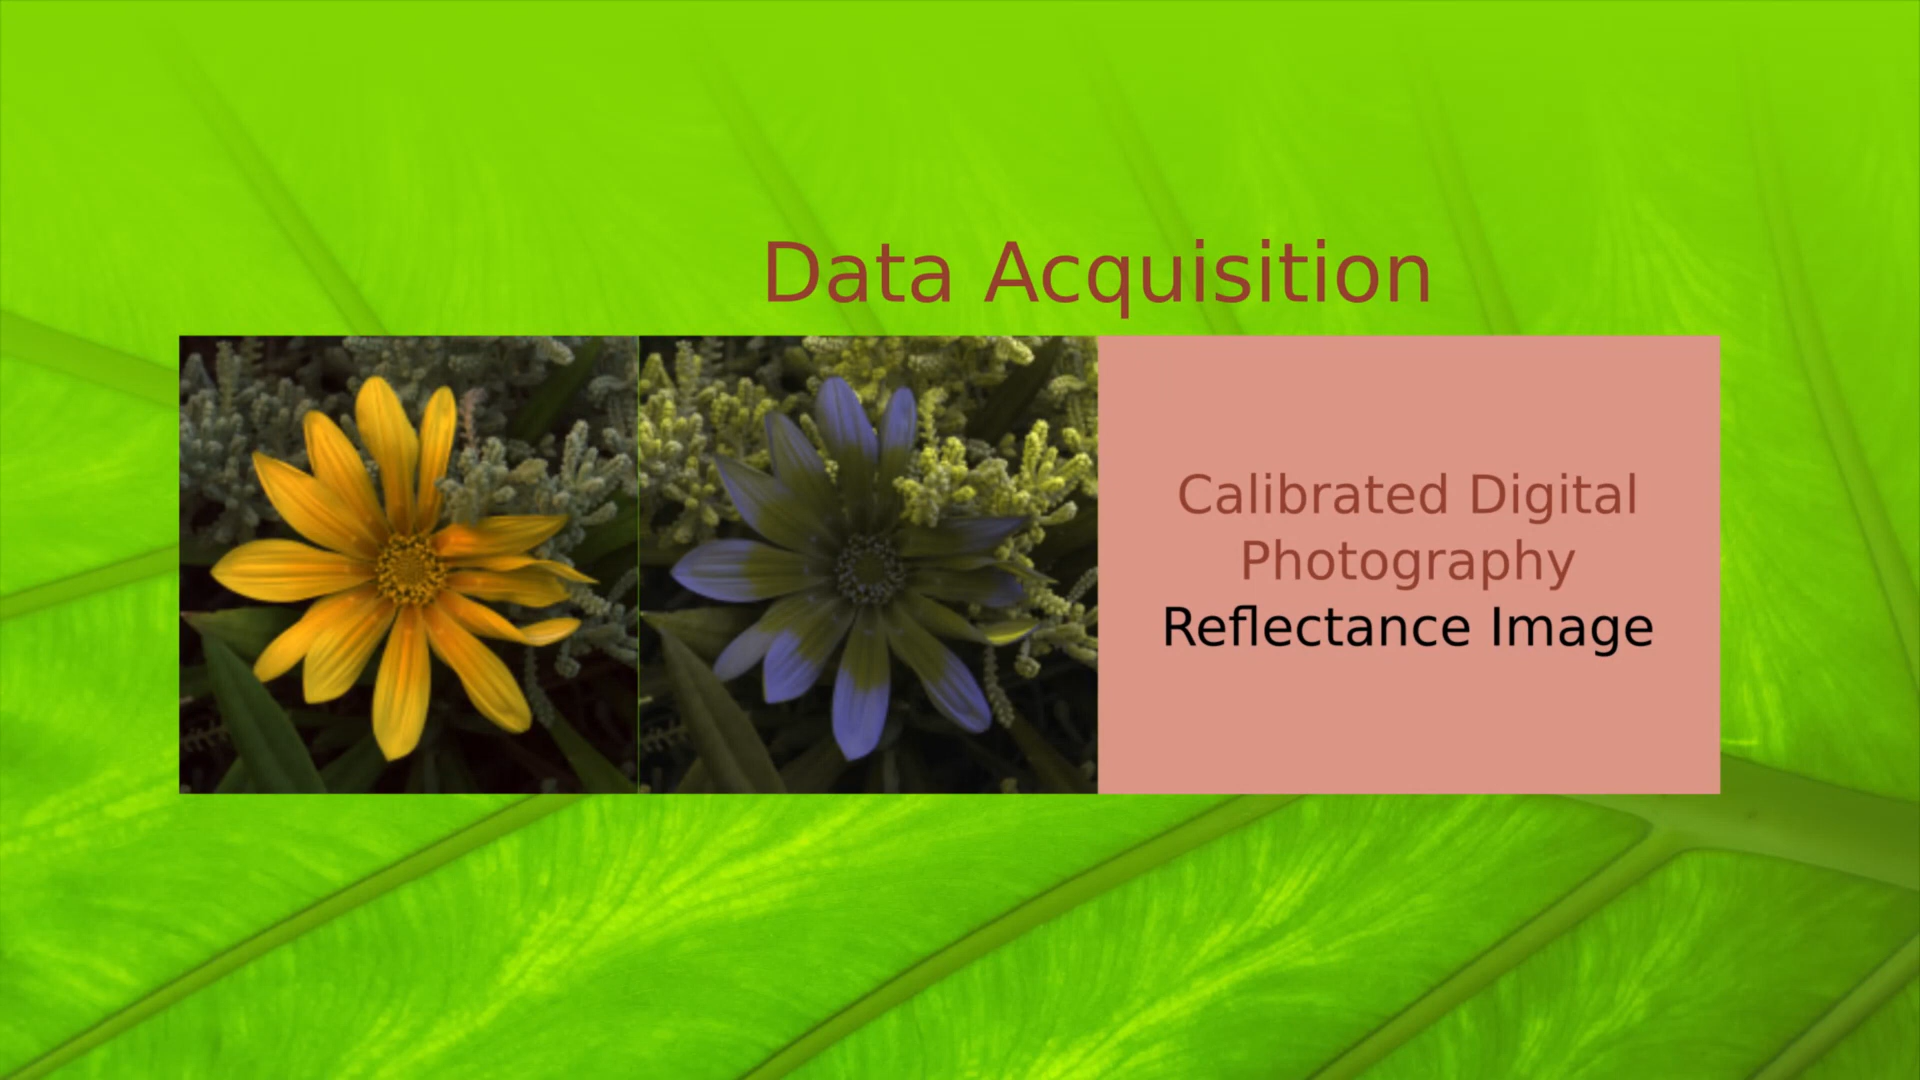 Data Acquisition
Calibrated Digital
Photography
Reflectance Image